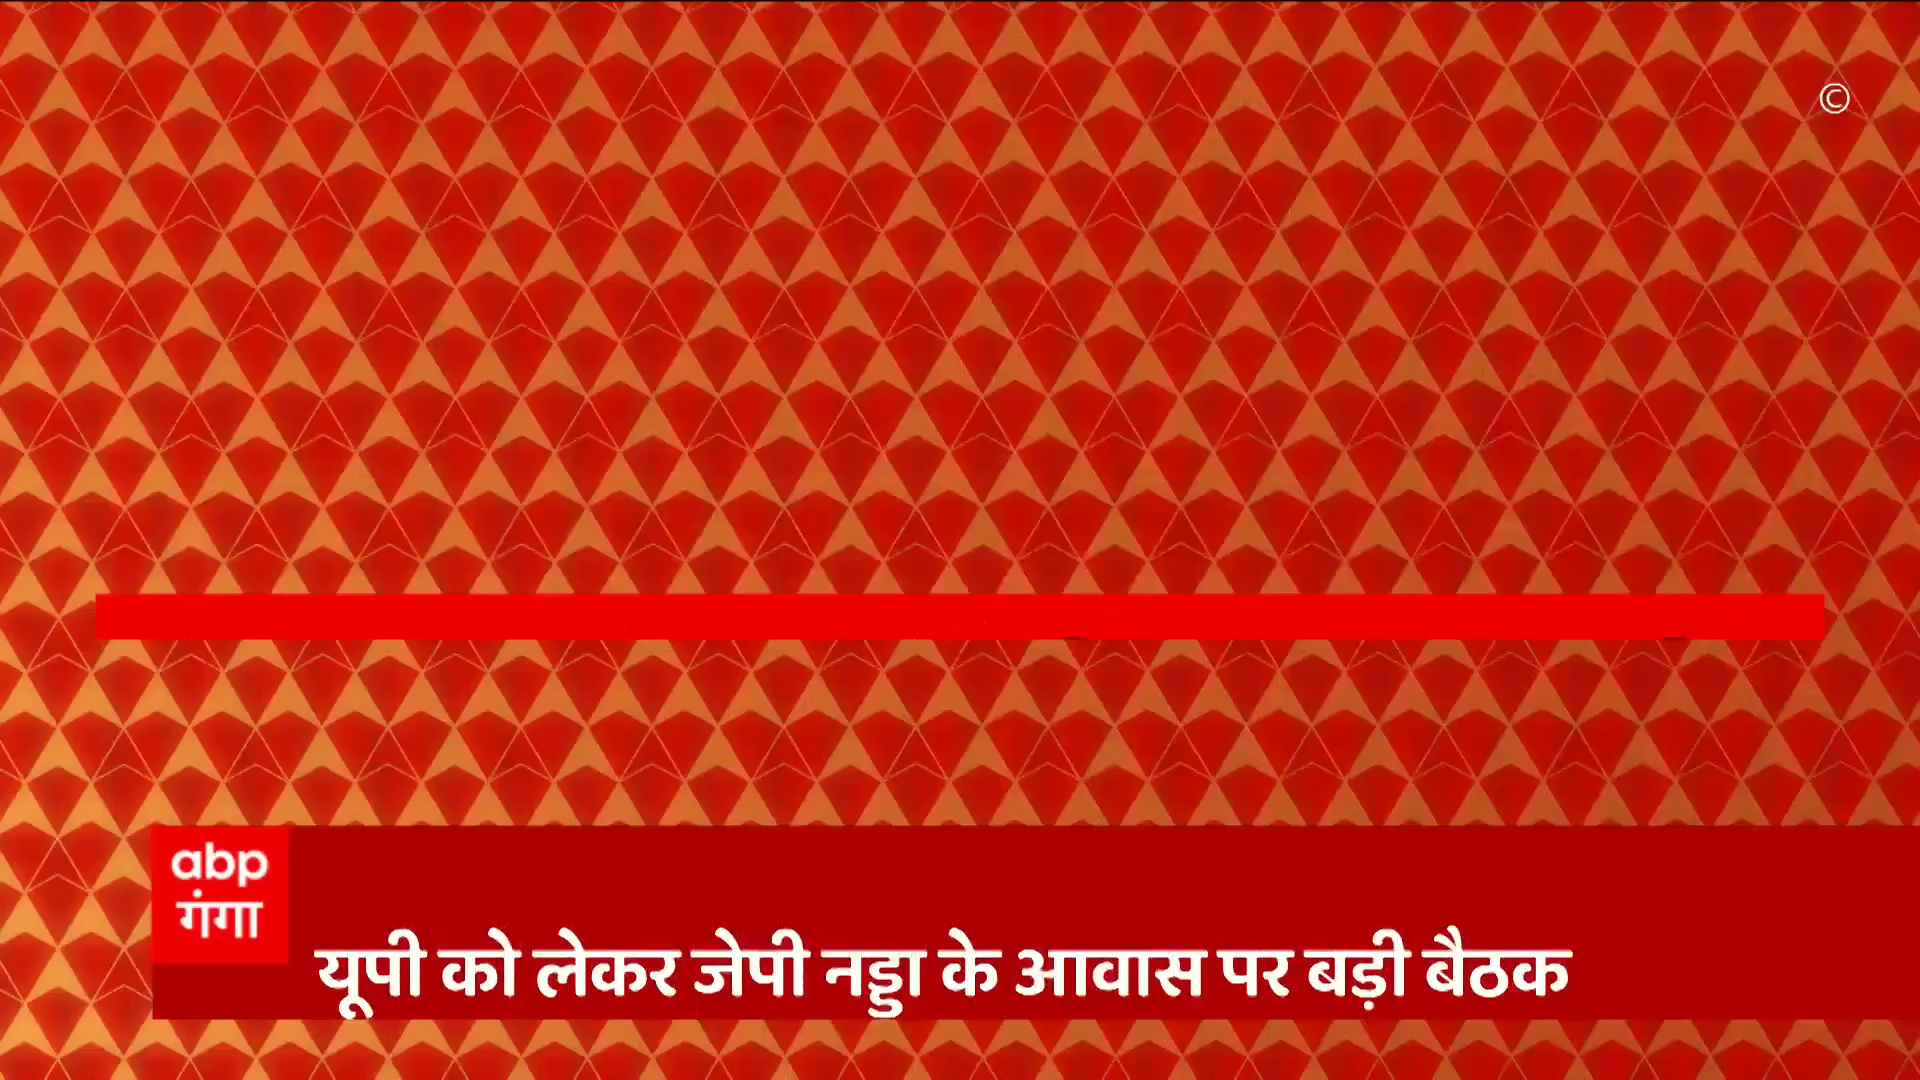 ©
abp
गंगा
यूपी को लेकर जेपी नड्डा के आवास पर बड़ी बैठक